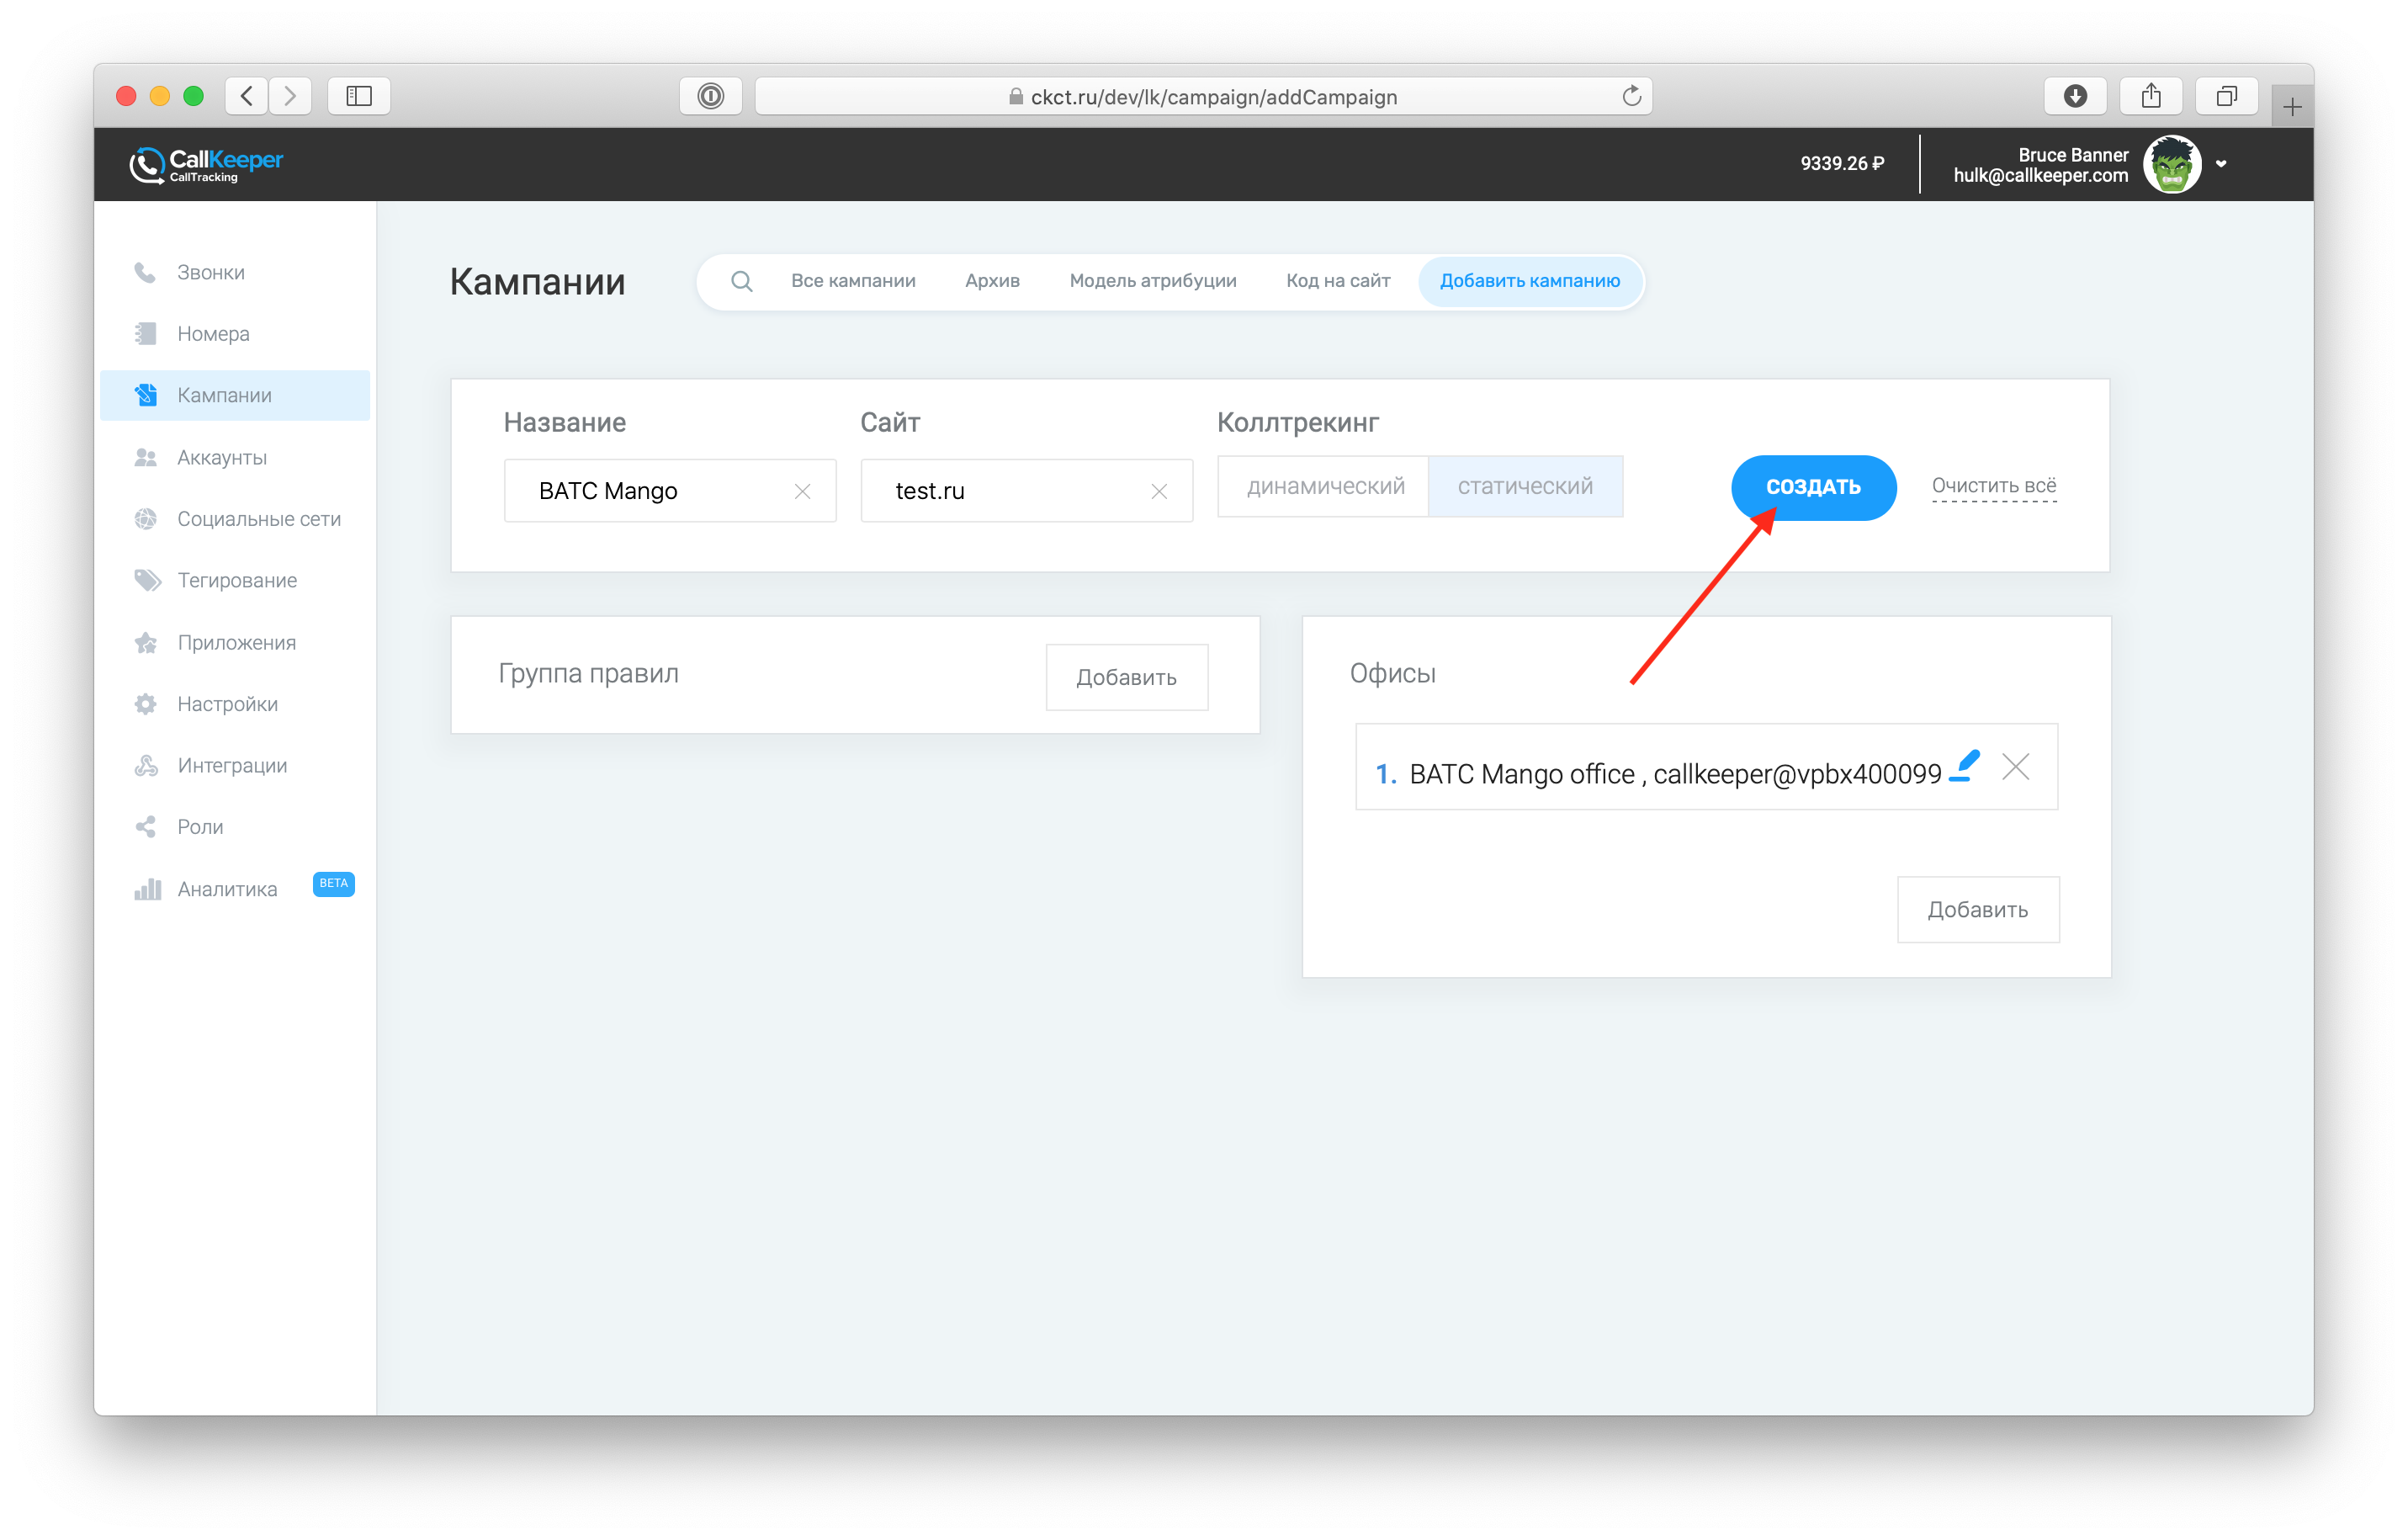 ckct.ru/dev/lk/campaign/addCampaign
CallKeeper
CallTracking
9339.26 ₽
Bruce Banner
hulk@callkeeper.com
Звонки
Номера
Кампании
Аккаунты
Социальные сети
Тегирование
Приложения
Настройки
Интеграции
Роли
Аналитика BETA
Кампании
Все кампании Архив Модель атрибуции Код на сайт Добавить кампанию
Название Сайт Коллтрекинг
ВАТС Mango test.ru динамический статический СОЗДАТЬ Очистить всё
Группа правил Добавить
Офисы
1. ВАТС Mango office , callkeeper@vpbx400099
Добавить